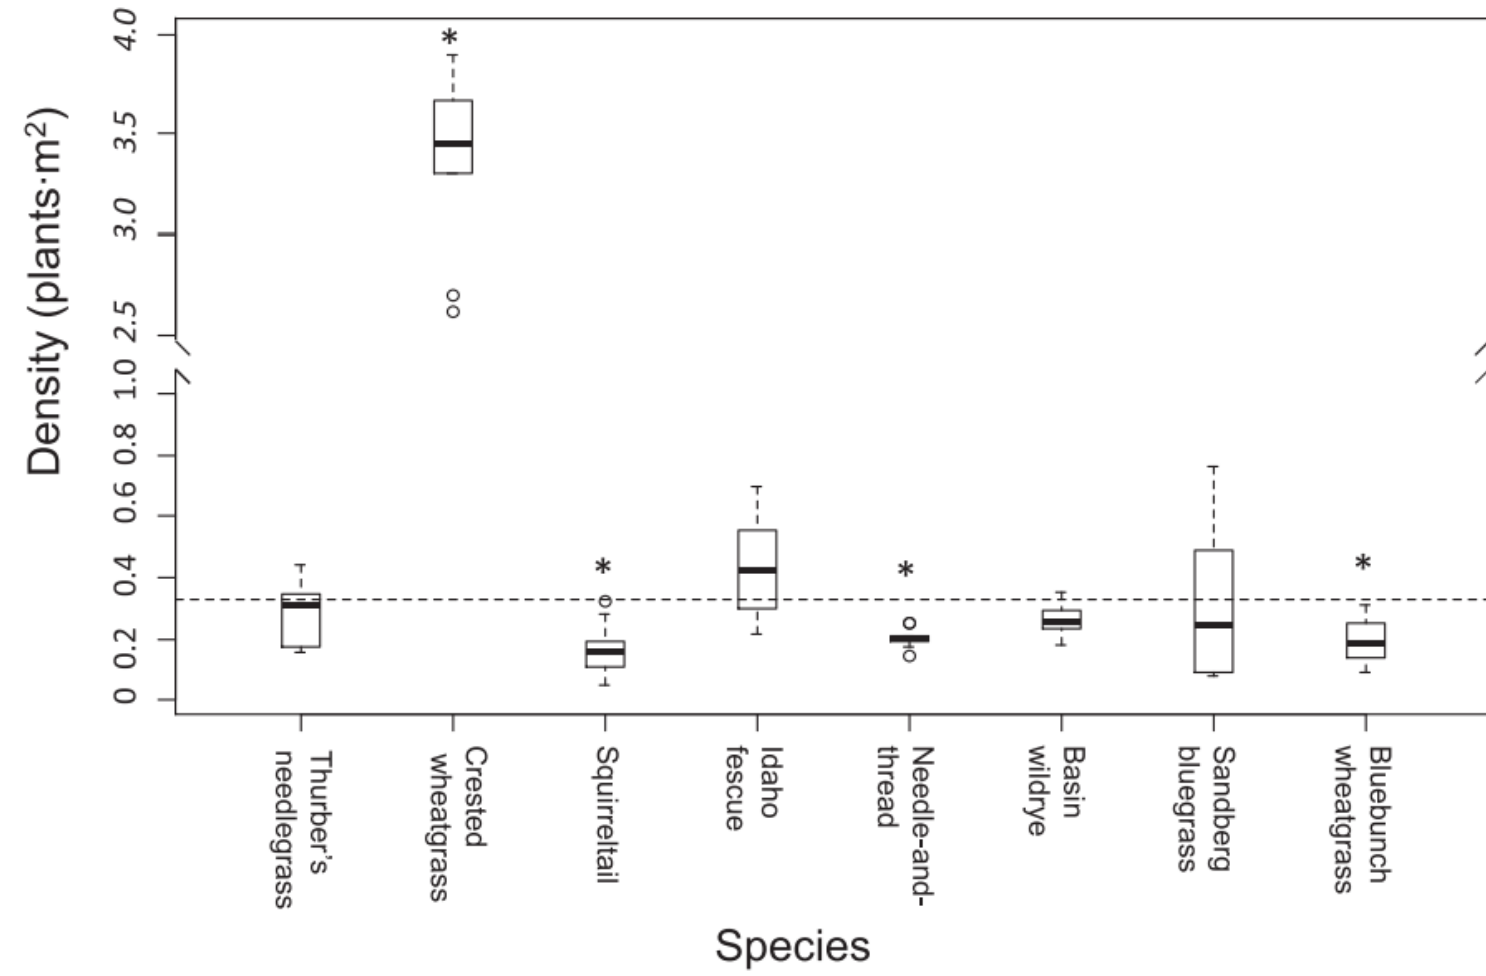 Density (plants·m²)
4.0
3.5
3.0
2.5
1.0
0.8
0.6
0.4
0.2
0
*
*
*
*
Thurber's
needlegrass
Crested
wheatgrass
Squirreltail
Idaho
fescue
Needle-and-
thread
Basin
wildrye
Sandberg
bluegrass
Bluebunch
wheatgrass
Species